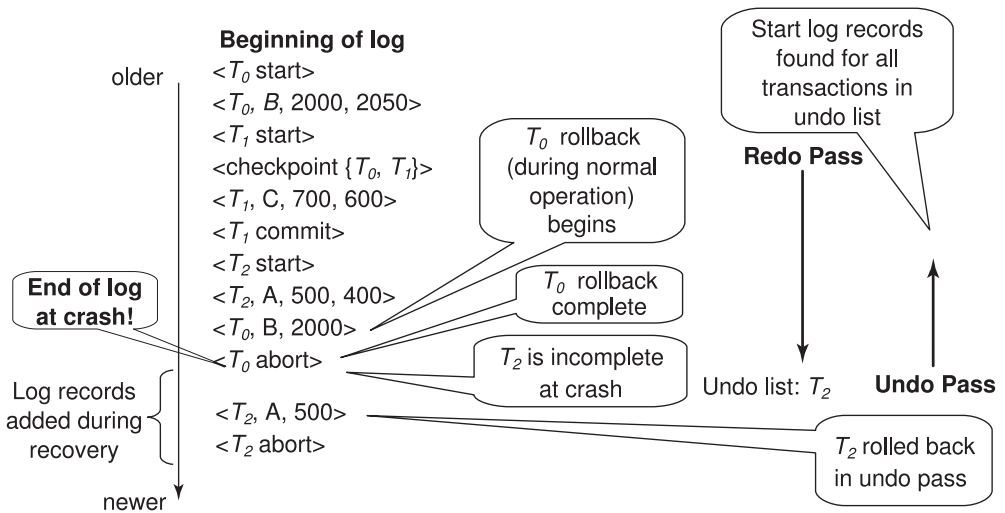 Beginning of log
older
<T0 start>
<T0, B, 2000, 2050>
<T1 start>
<checkpoint {T0, T1}>
<T1, C, 700, 600>
<T1 commit>
<T2 start>
<T2, A, 500, 400>
<T0, B, 2000>
<T0 abort>
<T2, A, 500>
<T2 abort>
End of log
at crash!
Log records
added during
recovery
newer
T0 rollback
(during normal
operation)
begins
T0 rollback
complete
T2 is incomplete
at crash
Start log records
found for all
transactions in
undo list
Redo Pass
Undo list: T2
Undo Pass
T2 rolled back
in undo pass